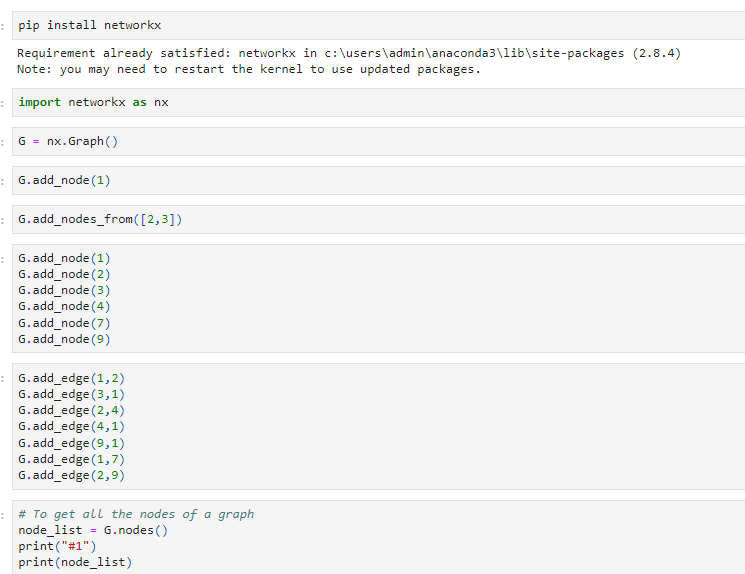 pip install networkx
Requirement already satisfied: networkx in c:\users\admin\anaconda3\lib\site-packages (2.8.4)
Note: you may need to restart the kernel to use updated packages.
import networkx as nx
G = nx.Graph()
G.add_node(1)
G.add_nodes_from([2,3])
G.add_node(1)
G.add_node(2)
G.add_node(3)
G.add_node(4)
G.add_node(7)
G.add_node(9)
G.add_edge(1,2)
G.add_edge(3,1)
G.add_edge(2,4)
G.add_edge(4,1)
G.add_edge(9,1)
G.add_edge(1,7)
G.add_edge(2,9)
# To get all the nodes of a graph
node_list = G.nodes()
print("#1")
print(node_list)